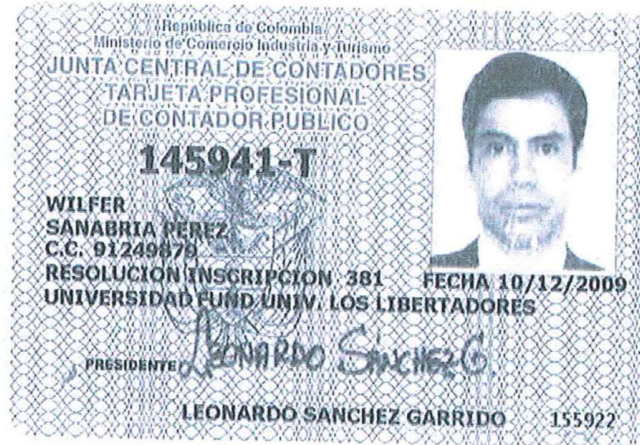 República de Colombia
Ministerio de Comercio Industria y Turismo
JUNTA CENTRAL DE CONTADORES
TARJETA PROFESIONAL
DE CONTADOR PUBLICO
145941-T
WILFER
SANABRIA PEREZ
C.C. 91249879
RESOLUCION INSCRIPCION 381 FECHA 10/12/2009
UNIVERSIDAD FUND UNIV. LOS LIBERTADORES
PRESIDENTE LEONARDO SANCHEZ G.
LEONARDO SANCHEZ GARRIDO 155922